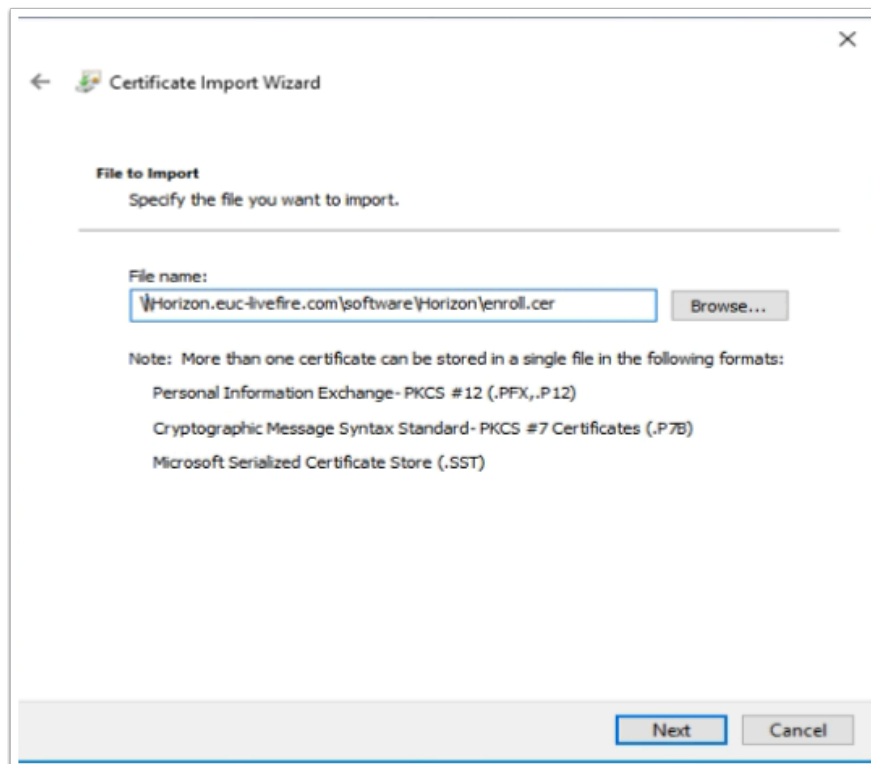 Certificate Import Wizard
File to Import
Specify the file you want to import.
File name:
\\Horizon.euc-livefire.com\software\Horizon\enroll.cer
Browse...
Note: More than one certificate can be stored in a single file in the following formats:
Personal Information Exchange- PKCS #12 (.PFX,.P12)
Cryptographic Message Syntax Standard- PKCS #7 Certificates (.P7B)
Microsoft Serialized Certificate Store (.SST)
Next
Cancel